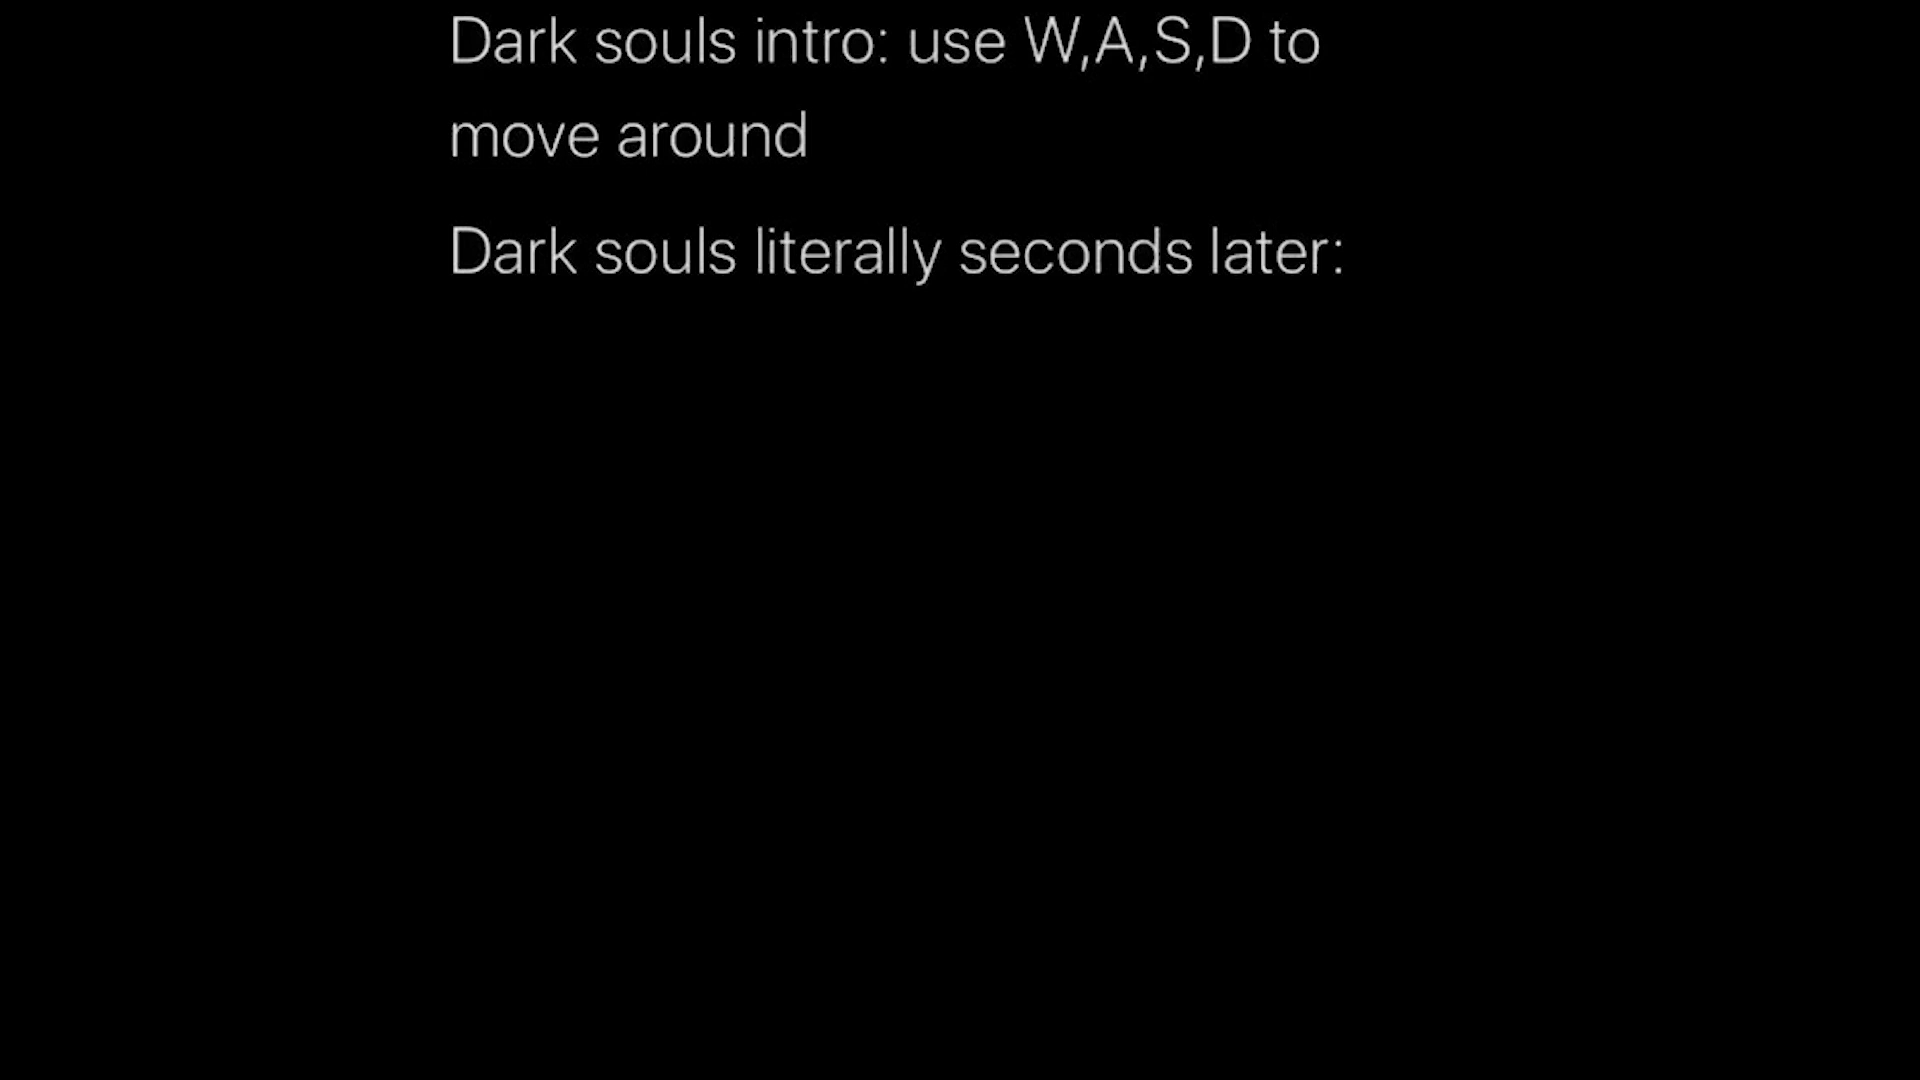 Dark souls intro: use W,A,S,D to
move around
Dark souls literally seconds later: